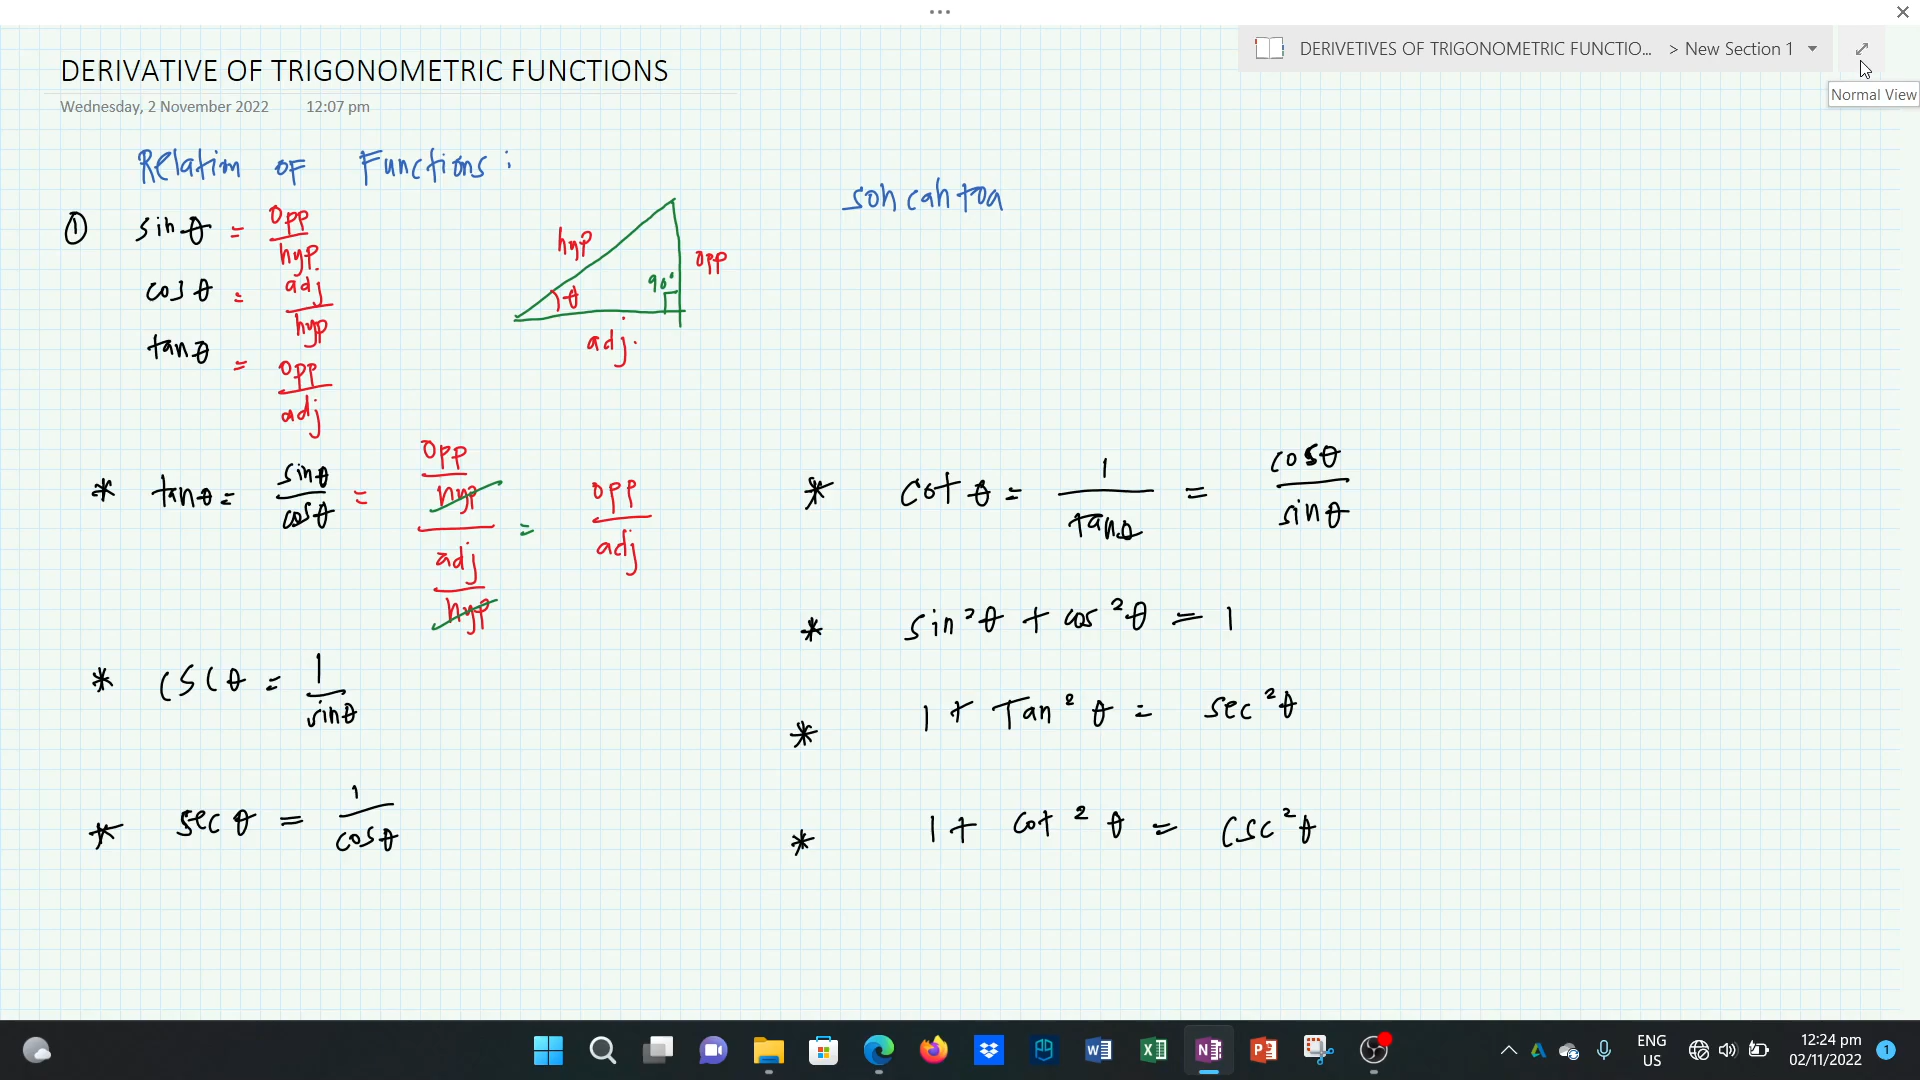 DERIVETIVES OF TRIGONOMETRIC FUNCTIO... > New Section 1
Normal View
DERIVATIVE OF TRIGONOMETRIC FUNCTIONS
Wednesday, 2 November 2022 12:07 pm
Relation of Functions:
soh cah toa
① sin θ = opp/hyp.
cos θ = adj/hyp
tan θ = opp/adj
hyp
opp
90°
θ
adj.
* tan θ = sin θ/cos θ = (opp/hyp)/(adj/hyp) = opp/adj
* csc θ = 1/sin θ
* sec θ = 1/cos θ
* cot θ = 1/tan θ = cos θ/sin θ
* sin²θ + cos²θ = 1
* 1 + Tan²θ = sec²θ
* 1 + cot²θ = csc²θ
ENG
US
12:24 pm
02/11/2022
1